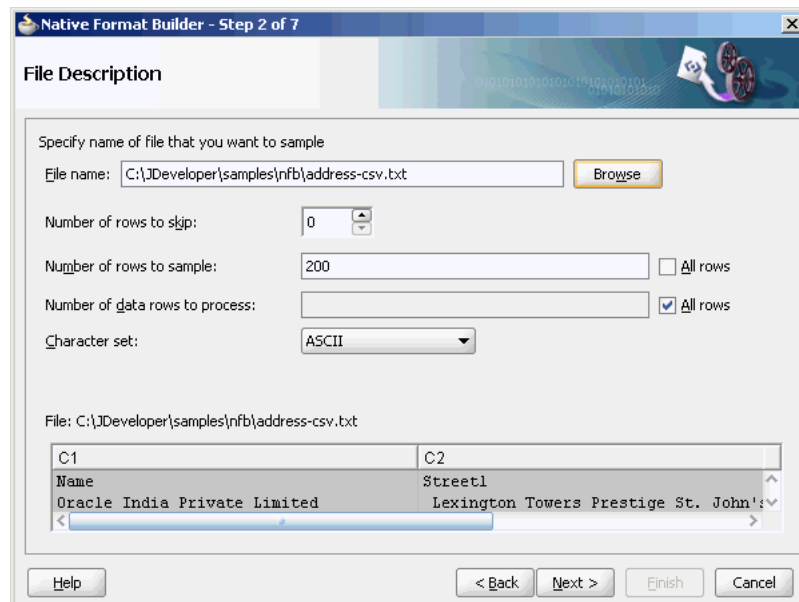 Native Format Builder - Step 2 of 7
File Description
Specify name of file that you want to sample
File name: C:\JDeveloper\samples\nfb\address-csv.txt Browse
Number of rows to skip: 0
Number of rows to sample: 200 All rows
Number of data rows to process: All rows
Character set: ASCII
File: C:\JDeveloper\samples\nfb\address-csv.txt
C1 C2
Name Street1
Oracle India Private Limited Lexington Towers Prestige St. John's
Help < Back Next > Finish Cancel